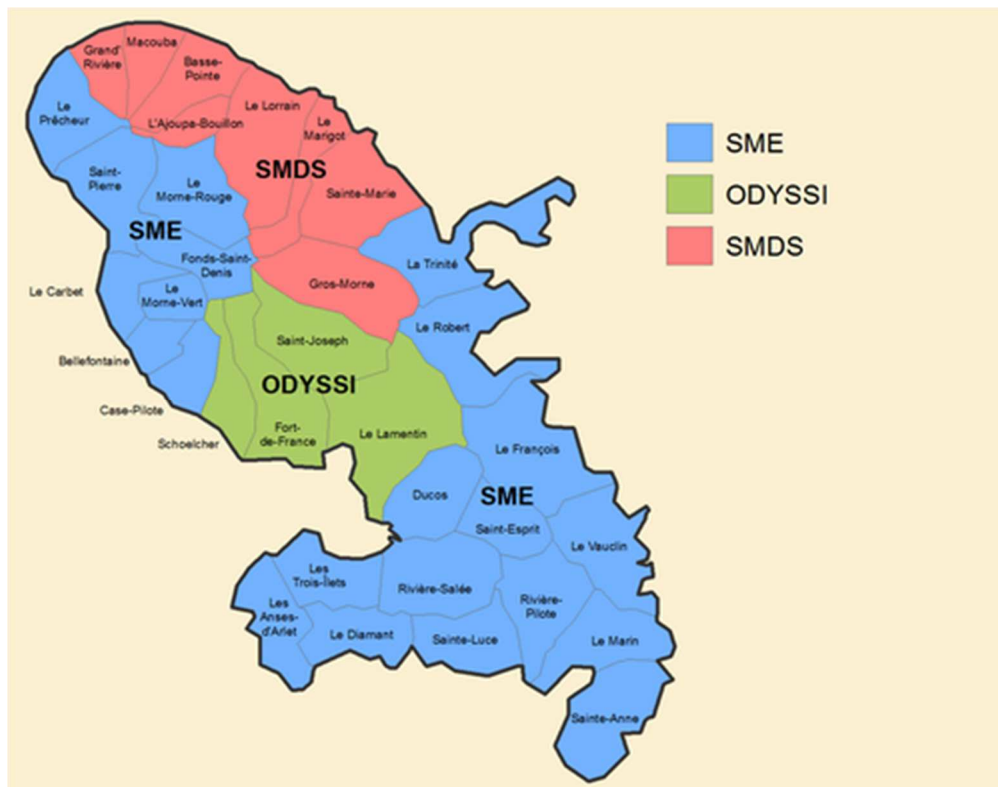 Grand'
Rivière
Macouba
Basse-
Pointe
Le
Prêcheur
L'Ajoupa-Bouillon
Le Lorrain
Le
Marigot
SMDS
Saint-
Pierre
Le
Morne-Rouge
Sainte-Marie
SME
Fonds-Saint-
Denis
La Trinité
Le Carbet
Le
Morne-Vert
Gros-Morne
Le Robert
Saint-Joseph
Bellefontaine
ODYSSI
Case-Pilote
Schoelcher
Fort-
de-France
Le Lamentin
Le François
Ducos
SME
Saint-Esprit
Le Vauclin
Les
Trois-Îlets
Rivière-Salée
Les
Anses-
d'Arlet
Rivière-
Pilote
Le Diamant
Sainte-Luce
Le Marin
Sainte-Anne
SME
ODYSSI
SMDS